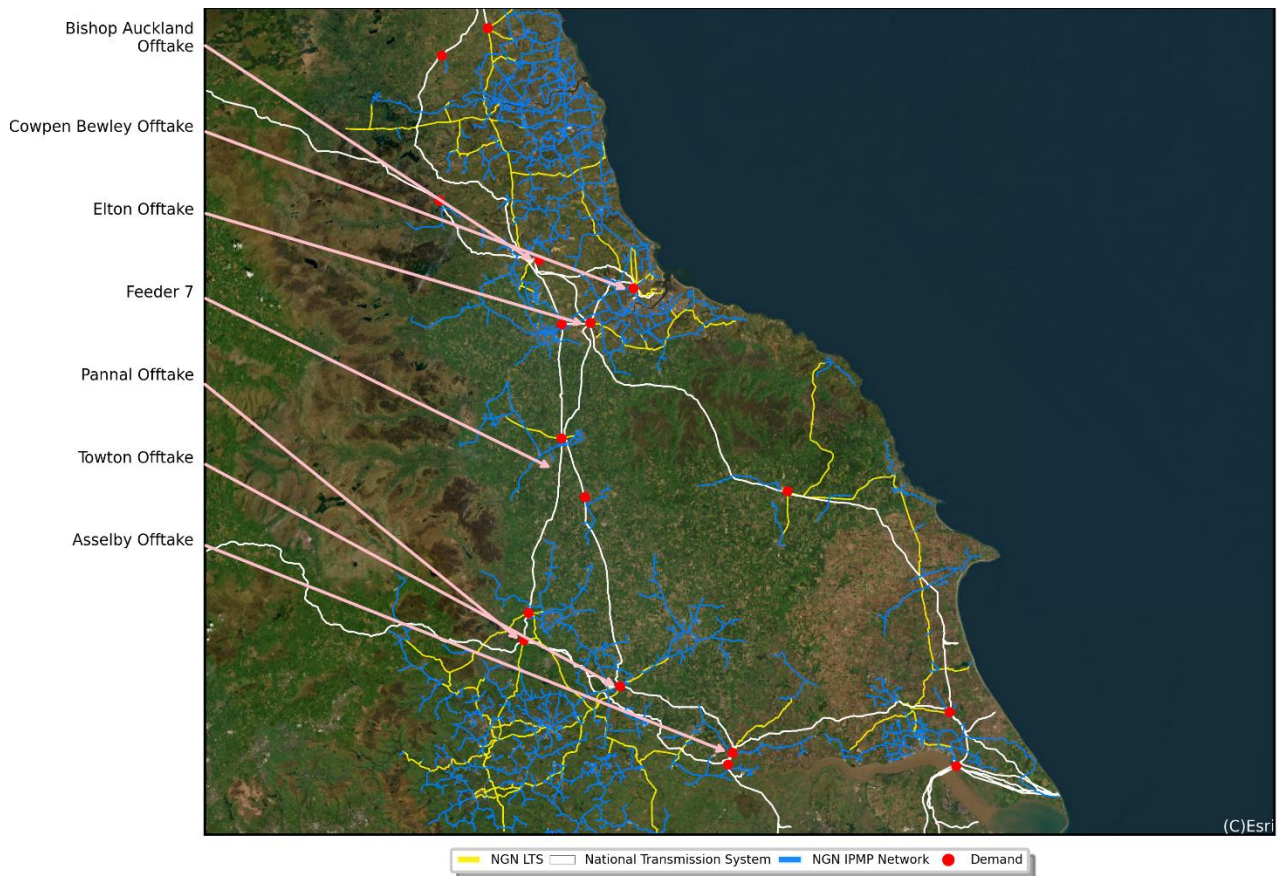 Bishop Auckland
Offtake
Cowpen Bewley Offtake
Elton Offtake
Feeder 7
Pannal Offtake
Towton Offtake
Asselby Offtake
(C)Esri
NGN LTS National Transmission System NGN IPMP Network Demand